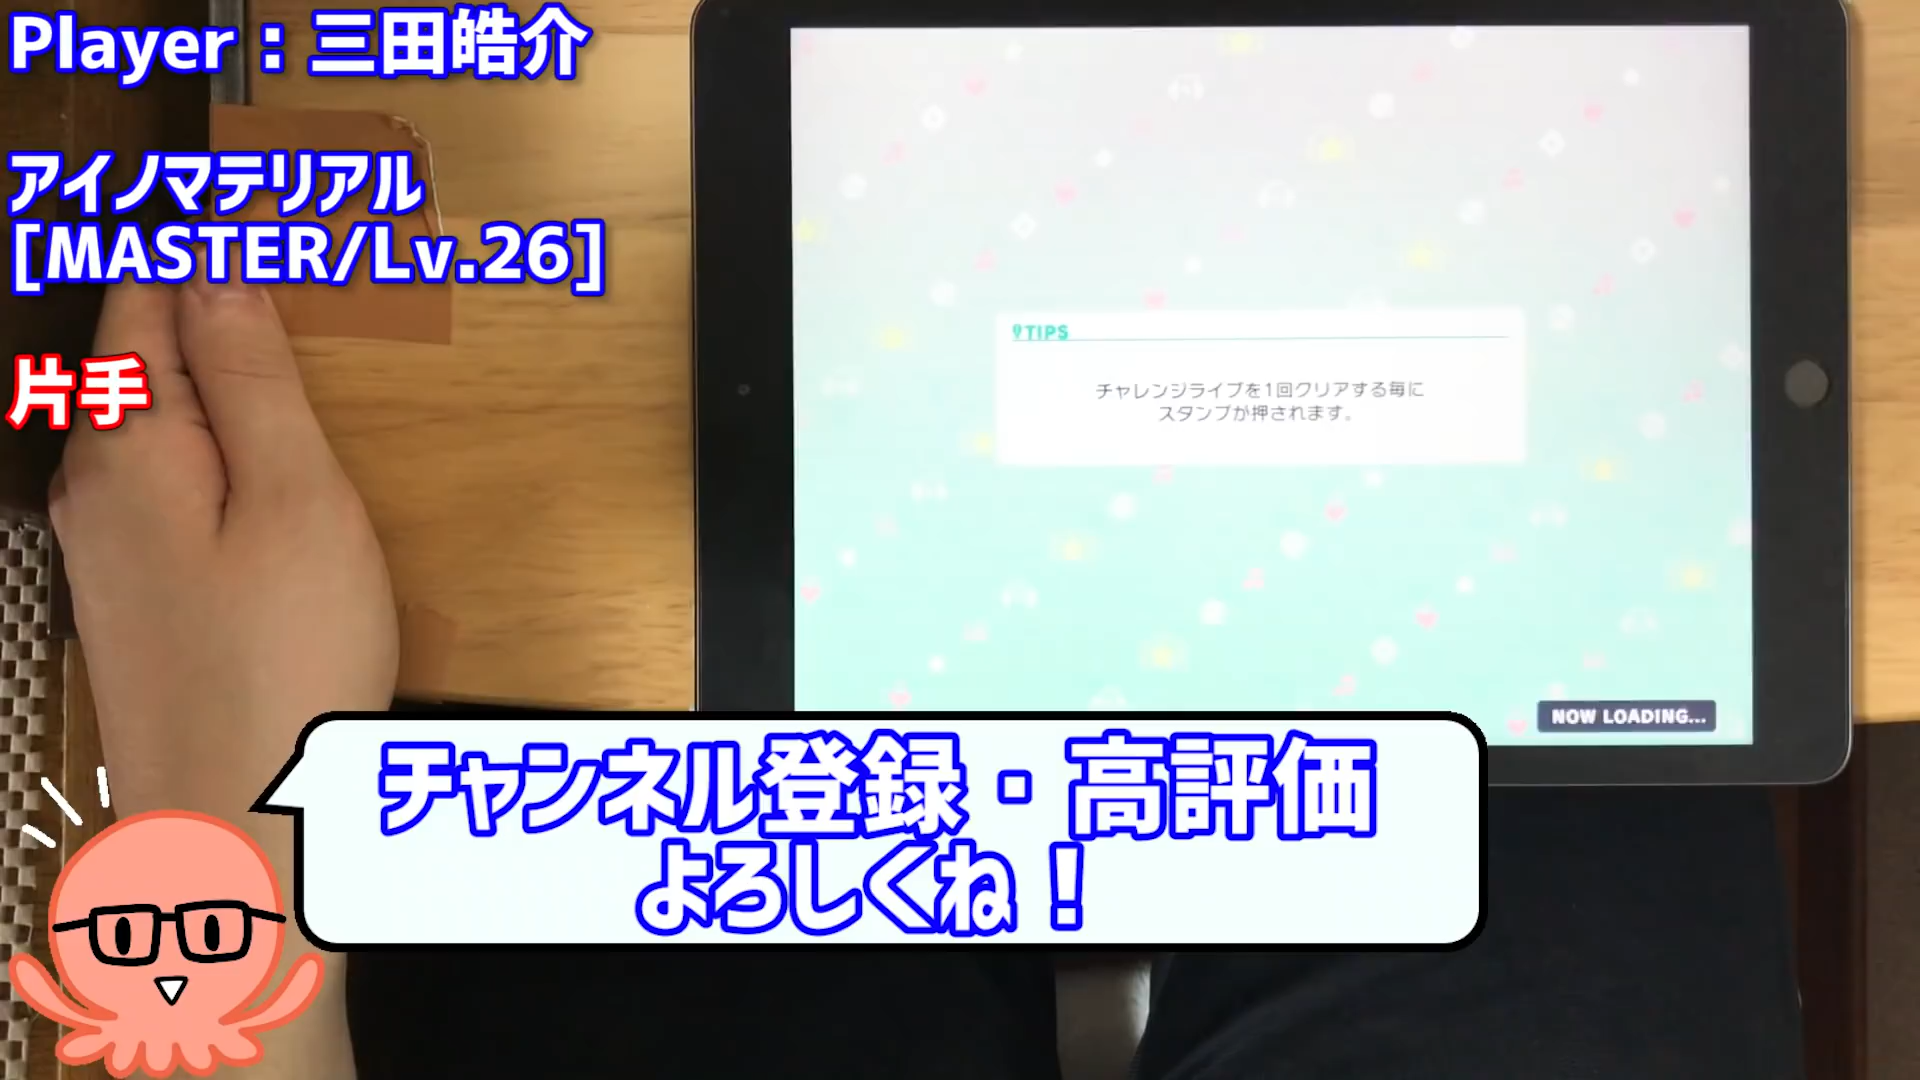 Player：三田皓介
アイノマテリアル
[MASTER/Lv.26]
片手
TIPS
チャレンジライブを1回クリアする毎に
スタンプが押されます。
NOW LOADING...
チャンネル登録・高評価
よろしくね！